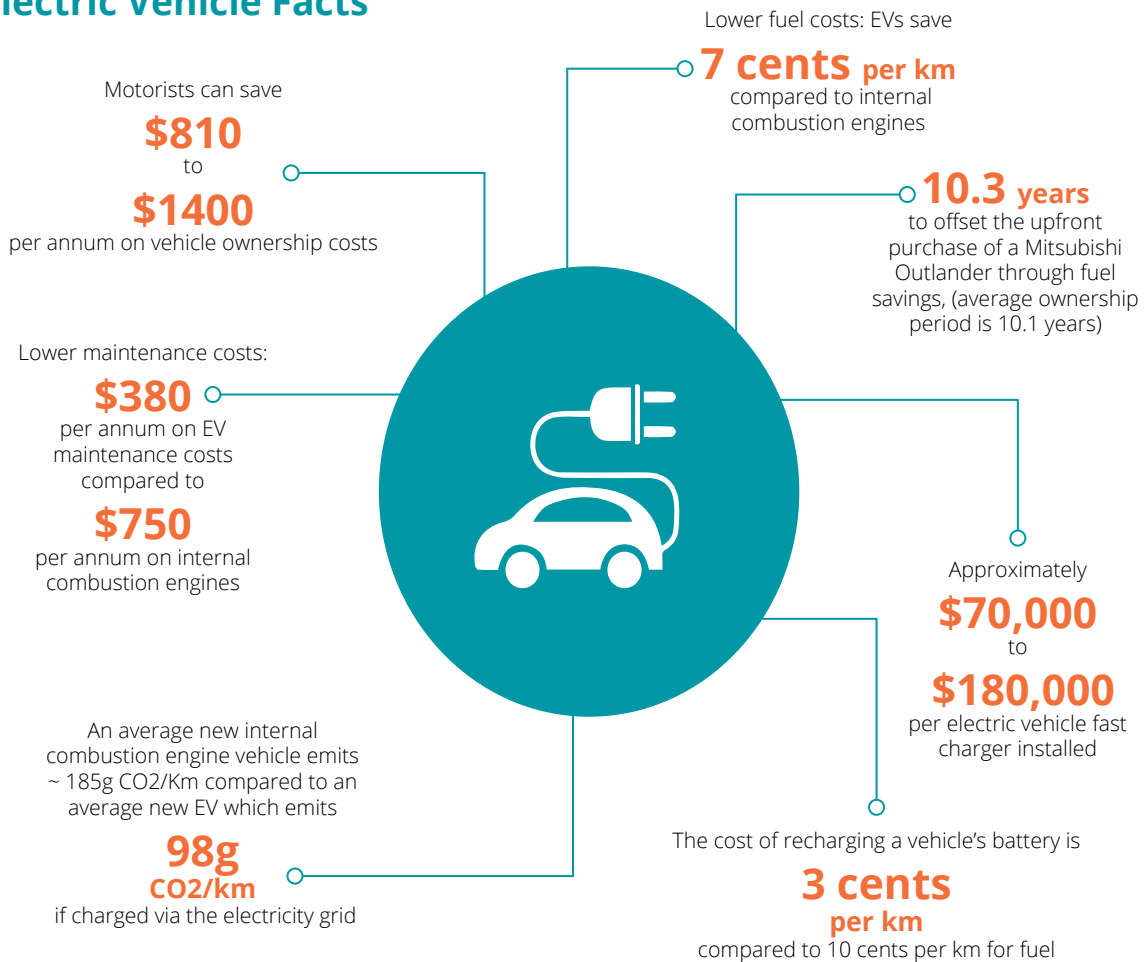 lectric Vehicle Facts
Lower fuel costs: EVs save
7 cents per km
compared to internal
combustion engines
Motorists can save
$810
to
$1400
per annum on vehicle ownership costs
10.3 years
to offset the upfront
purchase of a Mitsubishi
Outlander through fuel
savings, (average ownership
period is 10.1 years)
Lower maintenance costs:
$380
per annum on EV
maintenance costs
compared to
$750
per annum on internal
combustion engines
Approximately
$70,000
to
$180,000
per electric vehicle fast
charger installed
An average new internal
combustion engine vehicle emits
~ 185g CO2/Km compared to an
average new EV which emits
98g
CO2/km
if charged via the electricity grid
The cost of recharging a vehicle’s battery is
3 cents
per km
compared to 10 cents per km for fuel